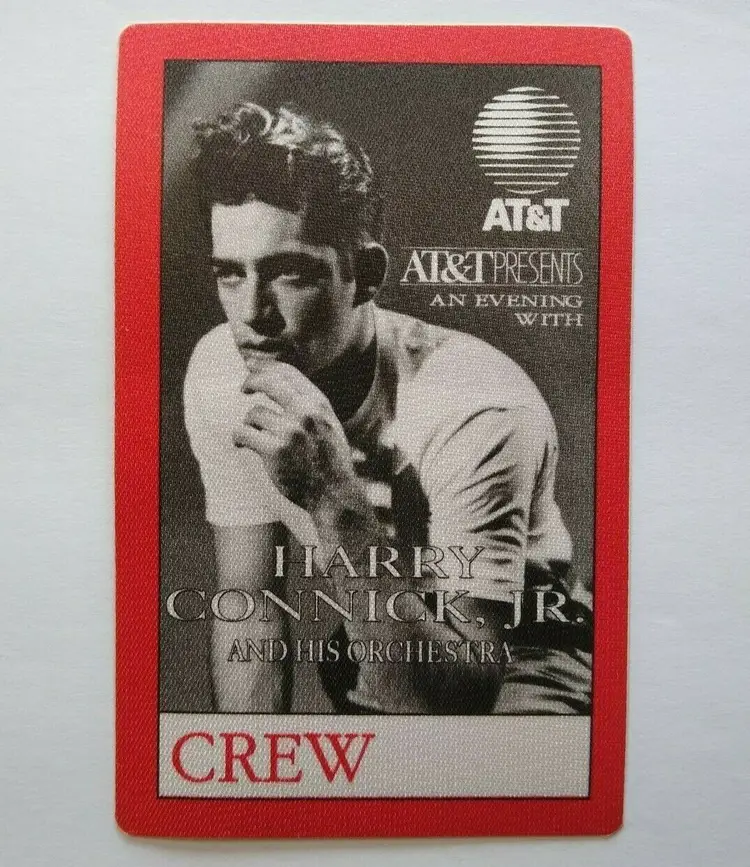 AT&T
AT&T PRESENTS
AN EVENING
WITH
HARRY
CONNICK, JR.
AND HIS ORCHESTRA
CREW